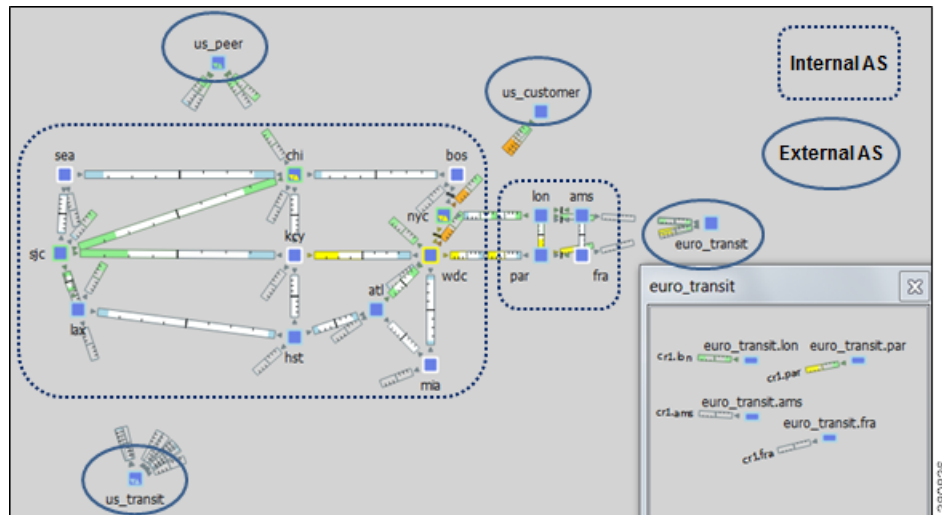 us_peer
us_customer
Internal AS
External AS
sea
chi
bos
lon
ams
nyc
sjc
kcy
wdc
par
fra
euro_transit
atl
lax
hst
mia
us_transit
euro_transit
euro_transit.lon
euro_transit.par
cr1.lon
cr1.par
euro_transit.ams
cr1.ams
euro_transit.fra
cr1.fra